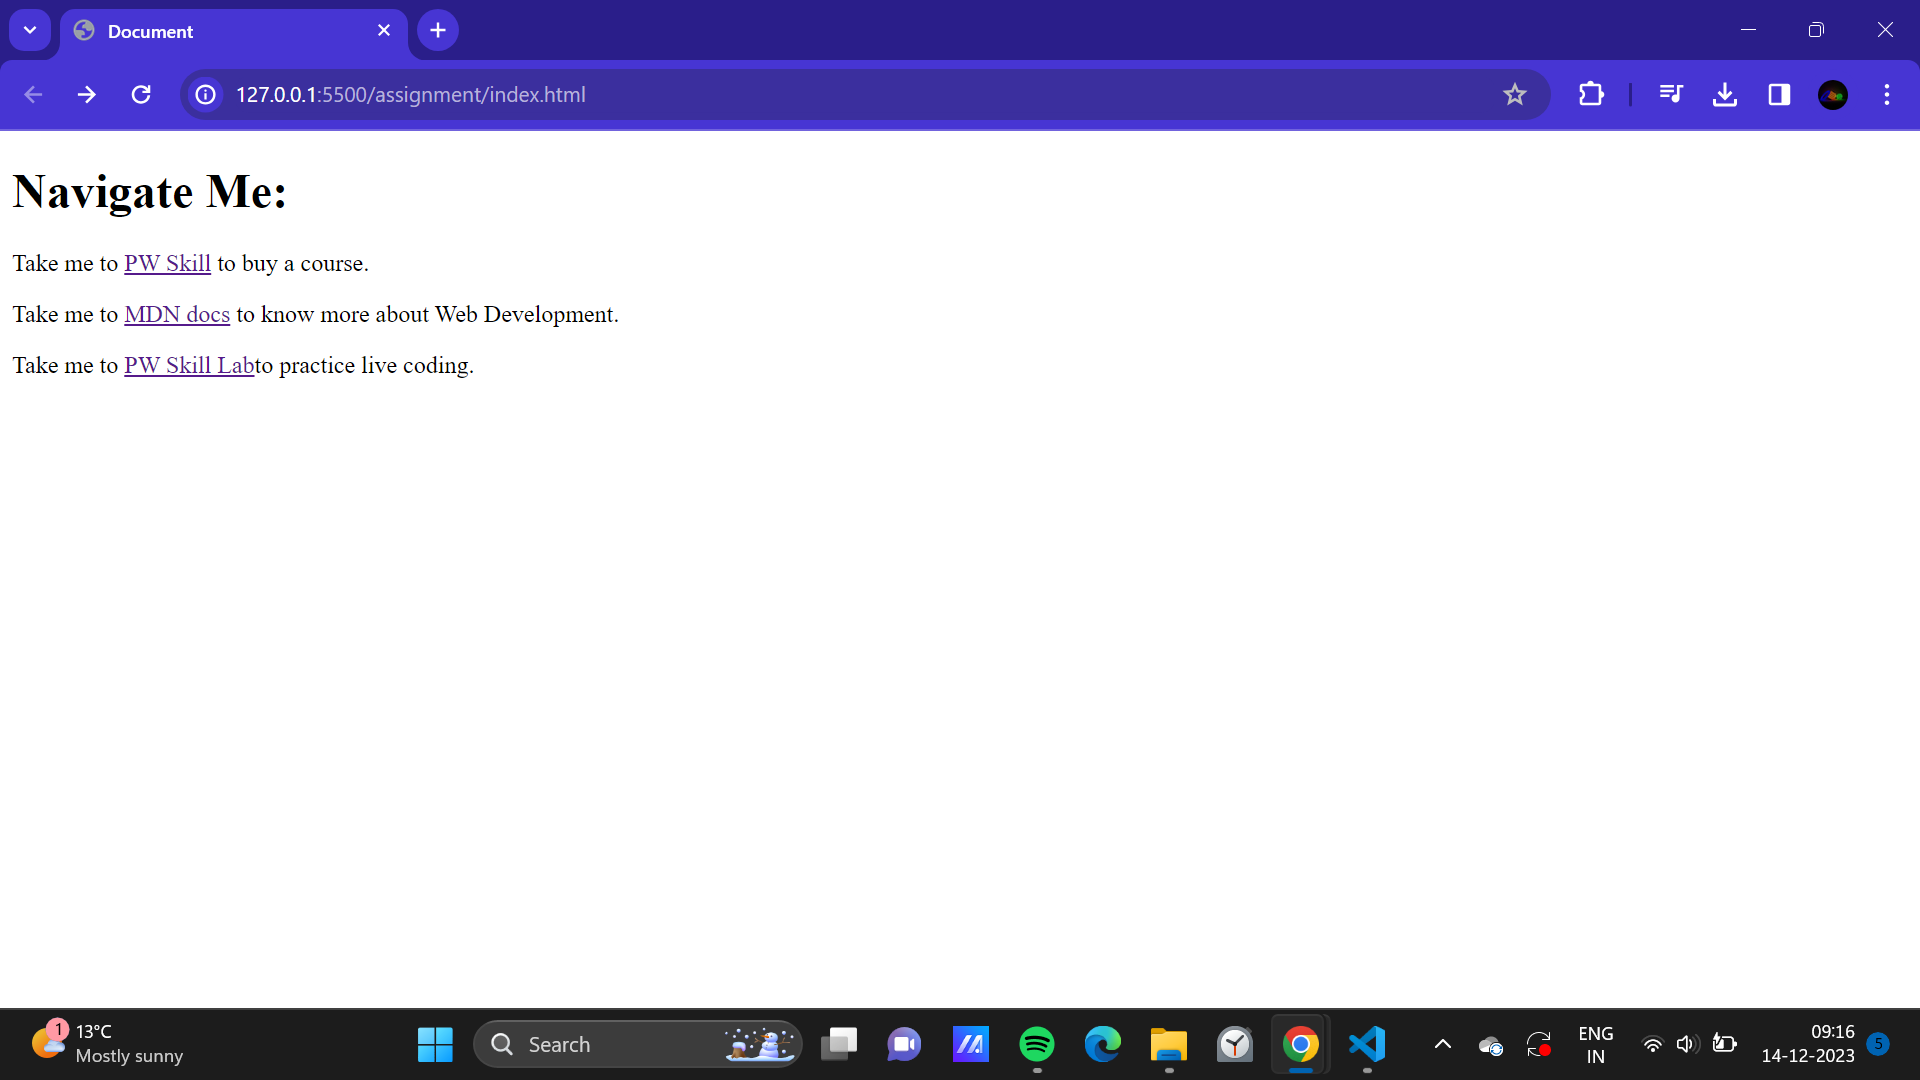 Document
127.0.0.1:5500/assignment/index.html
Navigate Me:
Take me to PW Skill to buy a course.
Take me to MDN docs to know more about Web Development.
Take me to PW Skill Labto practice live coding.
1
13°C
Mostly sunny
Search
ENG
IN
09:16
14-12-2023
5